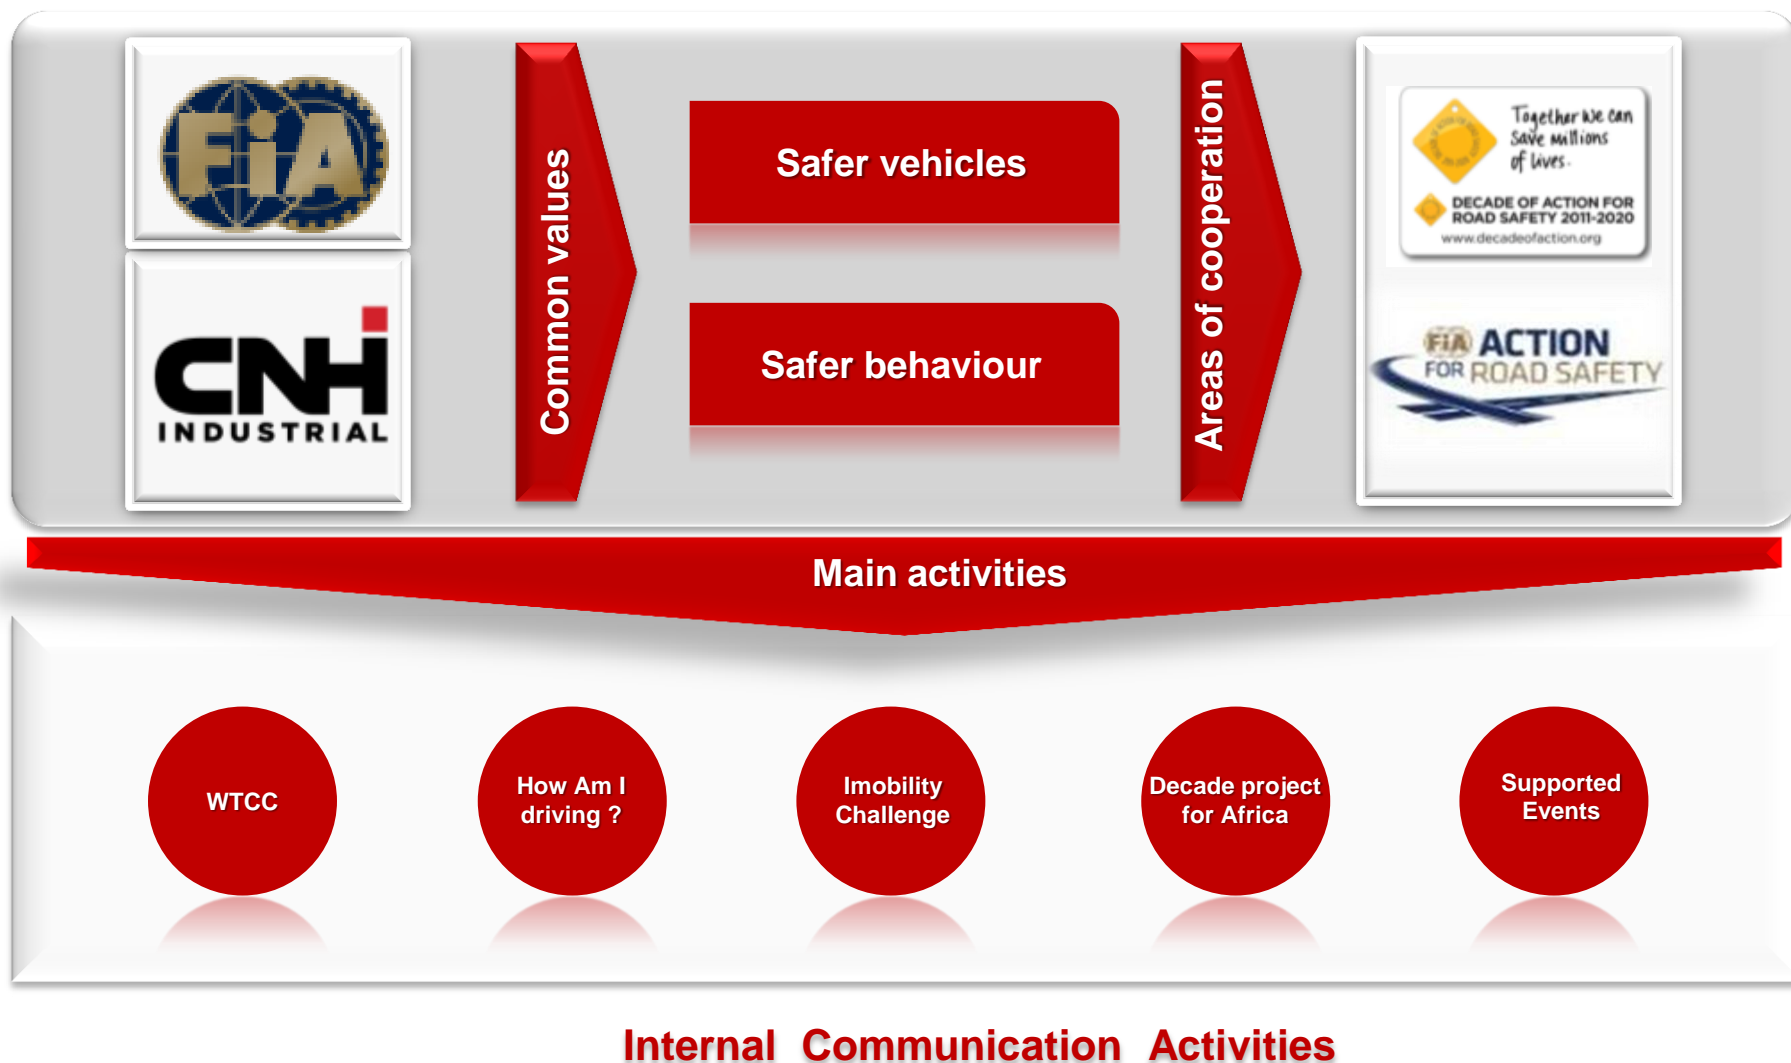 FiA
CNH
INDUSTRIAL
Common values
Safer vehicles
Safer behaviour
Areas of cooperation
Together we can
save millions
of lives.
DECADE OF ACTION FOR
ROAD SAFETY 2011-2020
www.decadeofaction.org
FiA ACTION
FOR ROAD SAFETY
Main activities
WTCC
How Am I
driving ?
Imobility
Challenge
Decade project
for Africa
Supported
Events
Internal Communication Activities